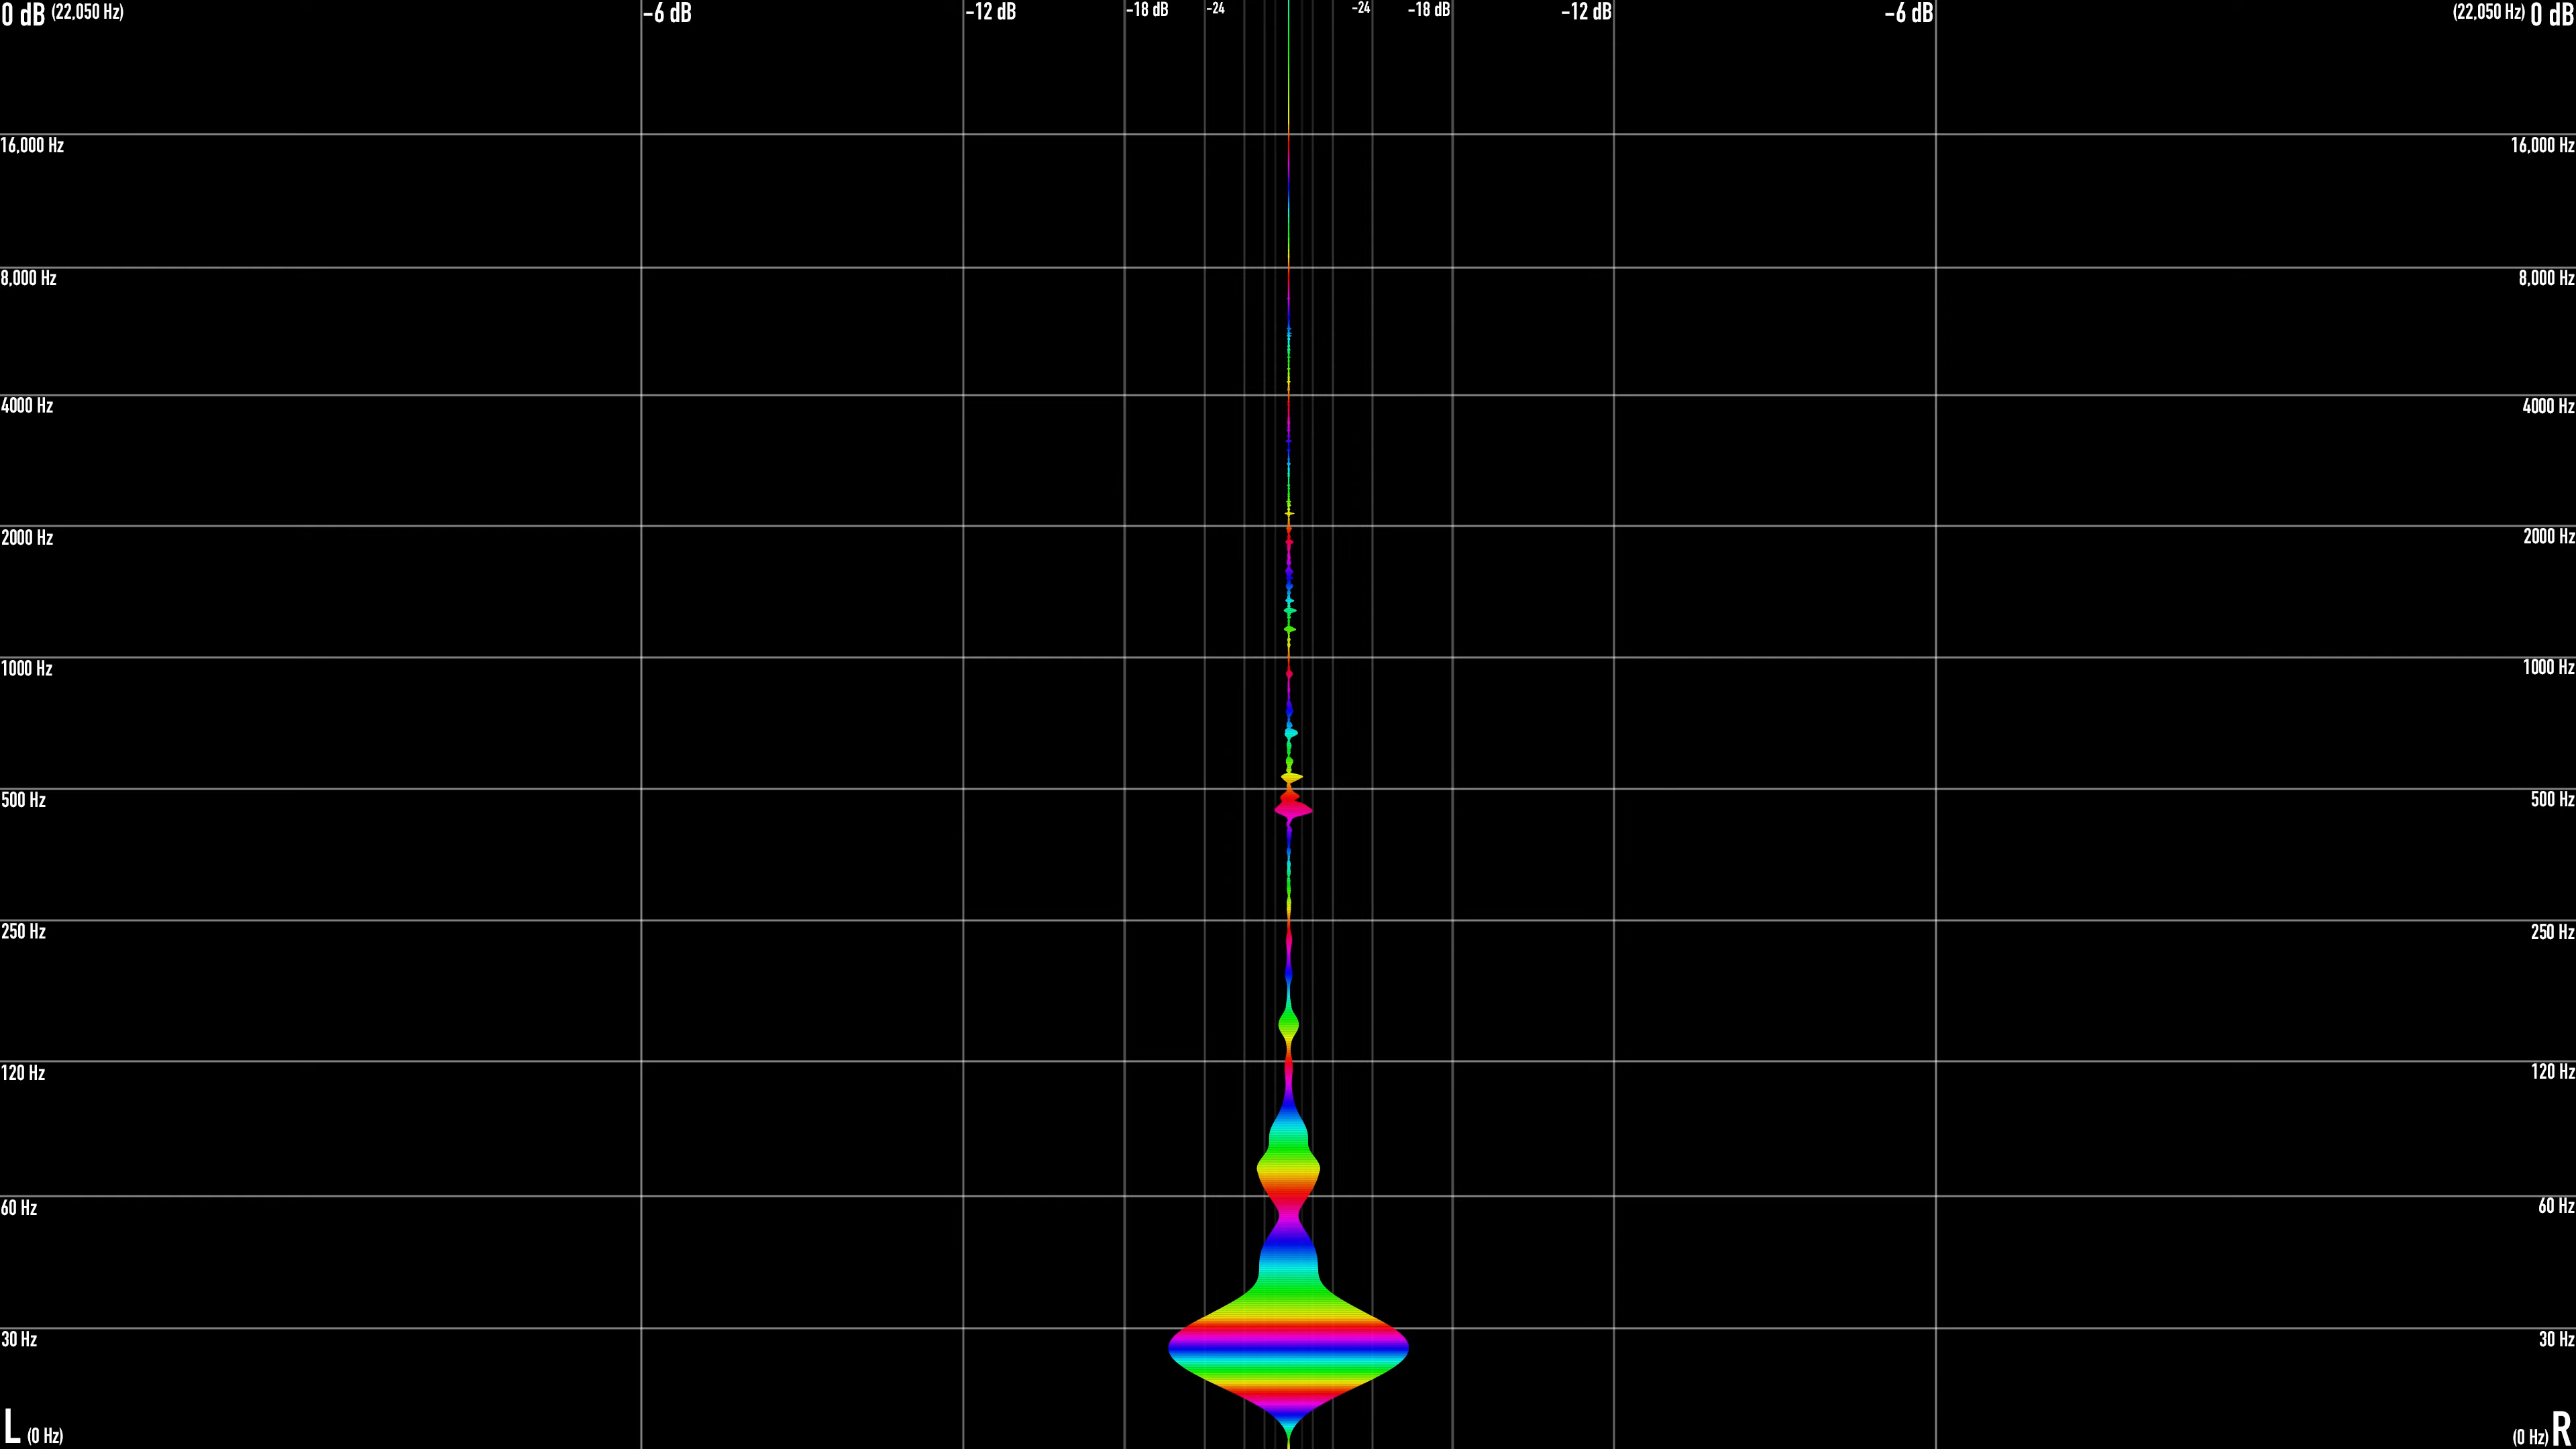 0 dB (22,050 Hz) −6 dB −12 dB −18 dB −24 −24 −18 dB −12 dB −6 dB (22,050 Hz) 0 dB
16,000 Hz 16,000 Hz
8,000 Hz 8,000 Hz
4000 Hz 4000 Hz
2000 Hz 2000 Hz
1000 Hz 1000 Hz
500 Hz 500 Hz
250 Hz 250 Hz
120 Hz 120 Hz
60 Hz 60 Hz
30 Hz 30 Hz
L (0 Hz) (0 Hz) R